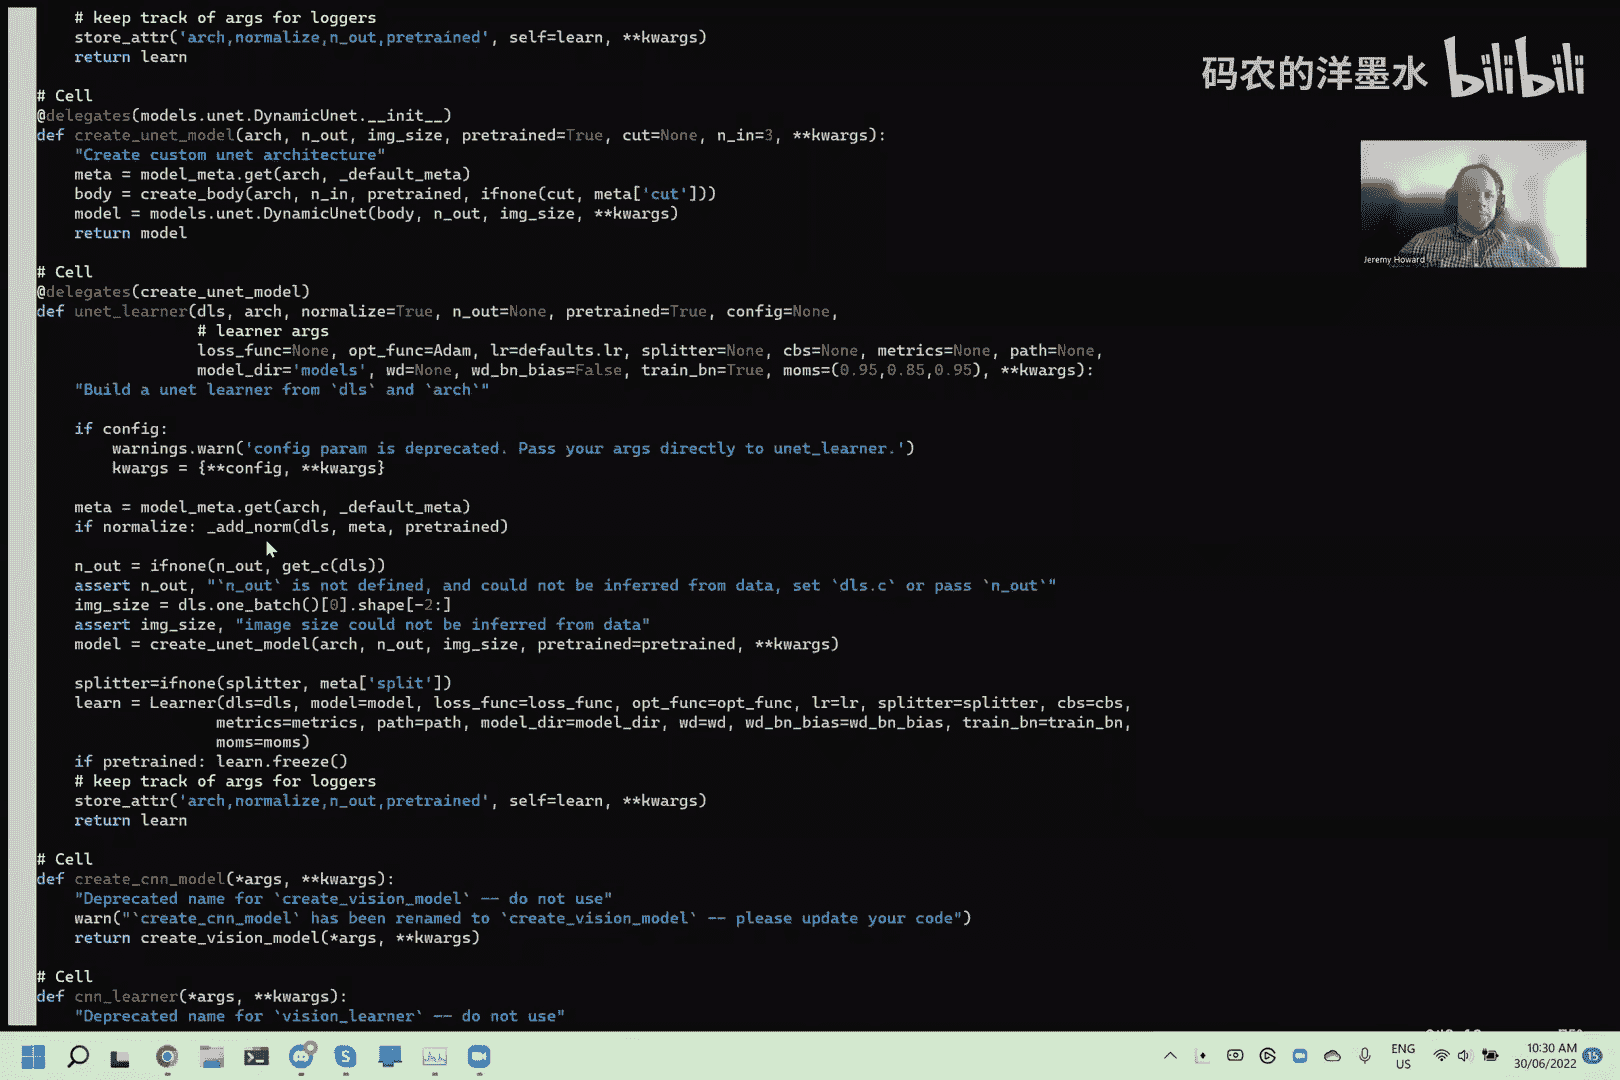 # keep track of args for loggers
    store_attr('arch,normalize,n_out,pretrained', self=learn, **kwargs)
    return learn
码农的洋墨水 bilibili
# Cell
@delegates(models.unet.DynamicUnet.__init__)
def create_unet_model(arch, n_out, img_size, pretrained=True, cut=None, n_in=3, **kwargs):
    "Create custom unet architecture"
    meta = model_meta.get(arch, _default_meta)
    body = create_body(arch, n_in, pretrained, ifnone(cut, meta['cut']))
    model = models.unet.DynamicUnet(body, n_out, img_size, **kwargs)
    return model
Jeremy Howard
# Cell
@delegates(create_unet_model)
def unet_learner(dls, arch, normalize=True, n_out=None, pretrained=True, config=None,
                 # learner args
                 loss_func=None, opt_func=Adam, lr=defaults.lr, splitter=None, cbs=None, metrics=None, path=None,
                 model_dir='models', wd=None, wd_bn_bias=False, train_bn=True, moms=(0.95,0.85,0.95), **kwargs):
    "Build a unet learner from `dls` and `arch`"
    if config:
        warnings.warn('config param is deprecated. Pass your args directly to unet_learner.')
        kwargs = {**config, **kwargs}
    meta = model_meta.get(arch, _default_meta)
    if normalize: _add_norm(dls, meta, pretrained)
    n_out = ifnone(n_out, get_c(dls))
    assert n_out, "`n_out` is not defined, and could not be inferred from data, set `dls.c` or pass `n_out`"
    img_size = dls.one_batch()[0].shape[-2:]
    assert img_size, "image size could not be inferred from data"
    model = create_unet_model(arch, n_out, img_size, pretrained=pretrained, **kwargs)
    splitter=ifnone(splitter, meta['split'])
    learn = Learner(dls=dls, model=model, loss_func=loss_func, opt_func=opt_func, lr=lr, splitter=splitter, cbs=cbs,
                   metrics=metrics, path=path, model_dir=model_dir, wd=wd, wd_bn_bias=wd_bn_bias, train_bn=train_bn,
                   moms=moms)
    if pretrained: learn.freeze()
    # keep track of args for loggers
    store_attr('arch,normalize,n_out,pretrained', self=learn, **kwargs)
    return learn
# Cell
def create_cnn_model(*args, **kwargs):
    "Deprecated name for `create_vision_model` -- do not use"
    warn("`create_cnn_model` has been renamed to `create_vision_model` -- please update your code")
    return create_vision_model(*args, **kwargs)
# Cell
def cnn_learner(*args, **kwargs):
    "Deprecated name for `vision_learner` -- do not use"
ENG
US
10:30 AM
30/06/2022
15